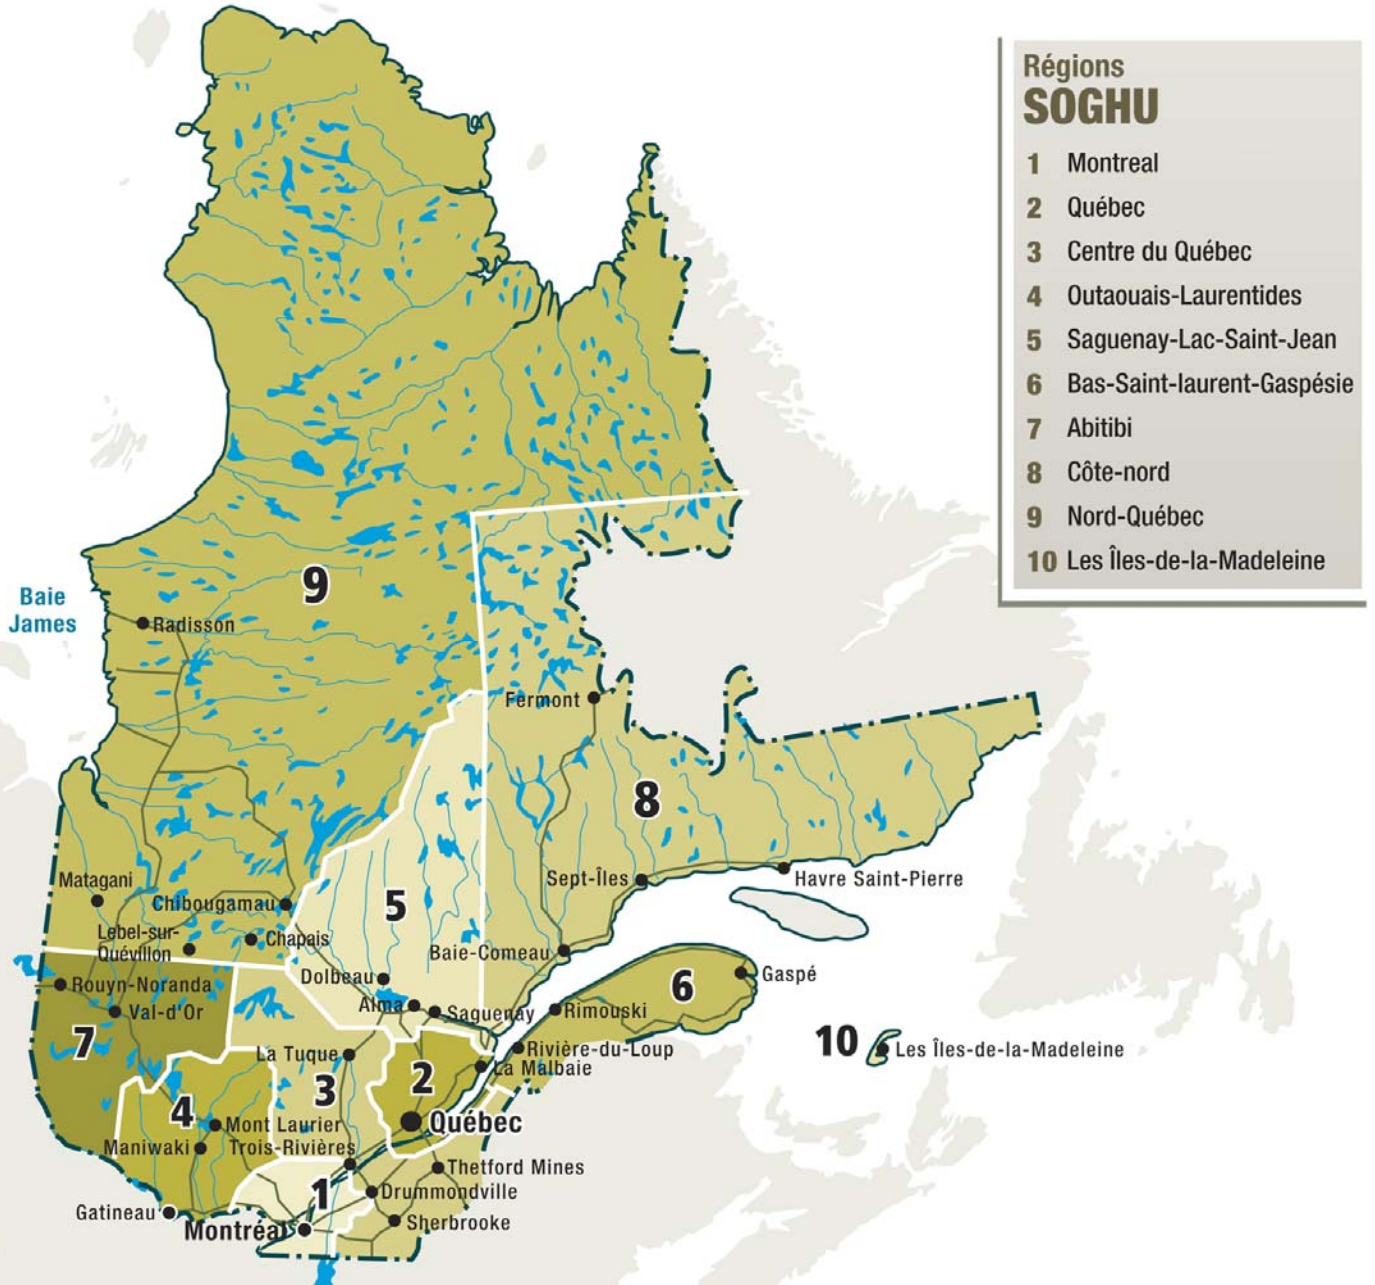 Régions
SOGHU
1 Montreal
2 Québec
3 Centre du Québec
4 Outaouais-Laurentides
5 Saguenay-Lac-Saint-Jean
6 Bas-Saint-laurent-Gaspésie
7 Abitibi
8 Côte-nord
9 Nord-Québec
10 Les Îles-de-la-Madeleine
9
Baie
James
Radisson
Fermont
8
Matagani
Sept-Îles
Havre Saint-Pierre
Chibougamau
5
Lebel-sur-
Quévillon
Chapais
Baie-Comeau
Dolbeau
Gaspé
6
Rouyn-Noranda
Val-d'Or
Alma
Saguenay
Rimouski
7
10
Les Îles-de-la-Madeleine
La Tuque
Rivière-du-Loup
La Malbaie
3
2
4
Mont Laurier
Québec
Maniwaki
Trois-Rivières
Thetford Mines
1
Drummondville
Gatineau
Montréal
Sherbrooke